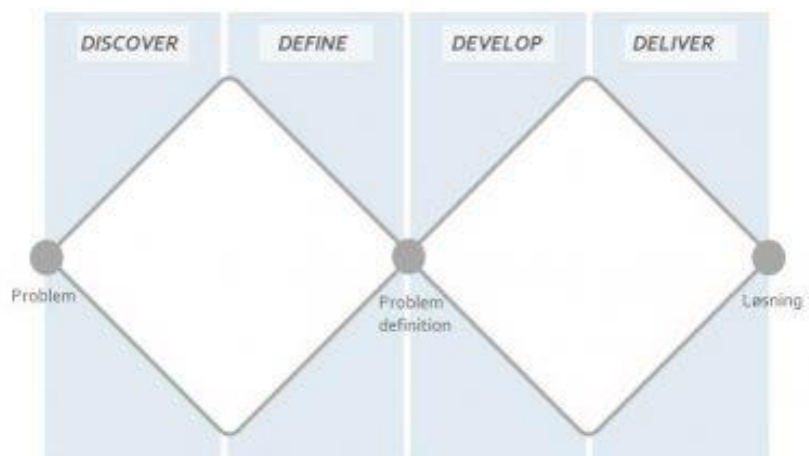 DISCOVER
DEFINE
DEVELOP
DELIVER
Problem
Problem
definition
Løsning